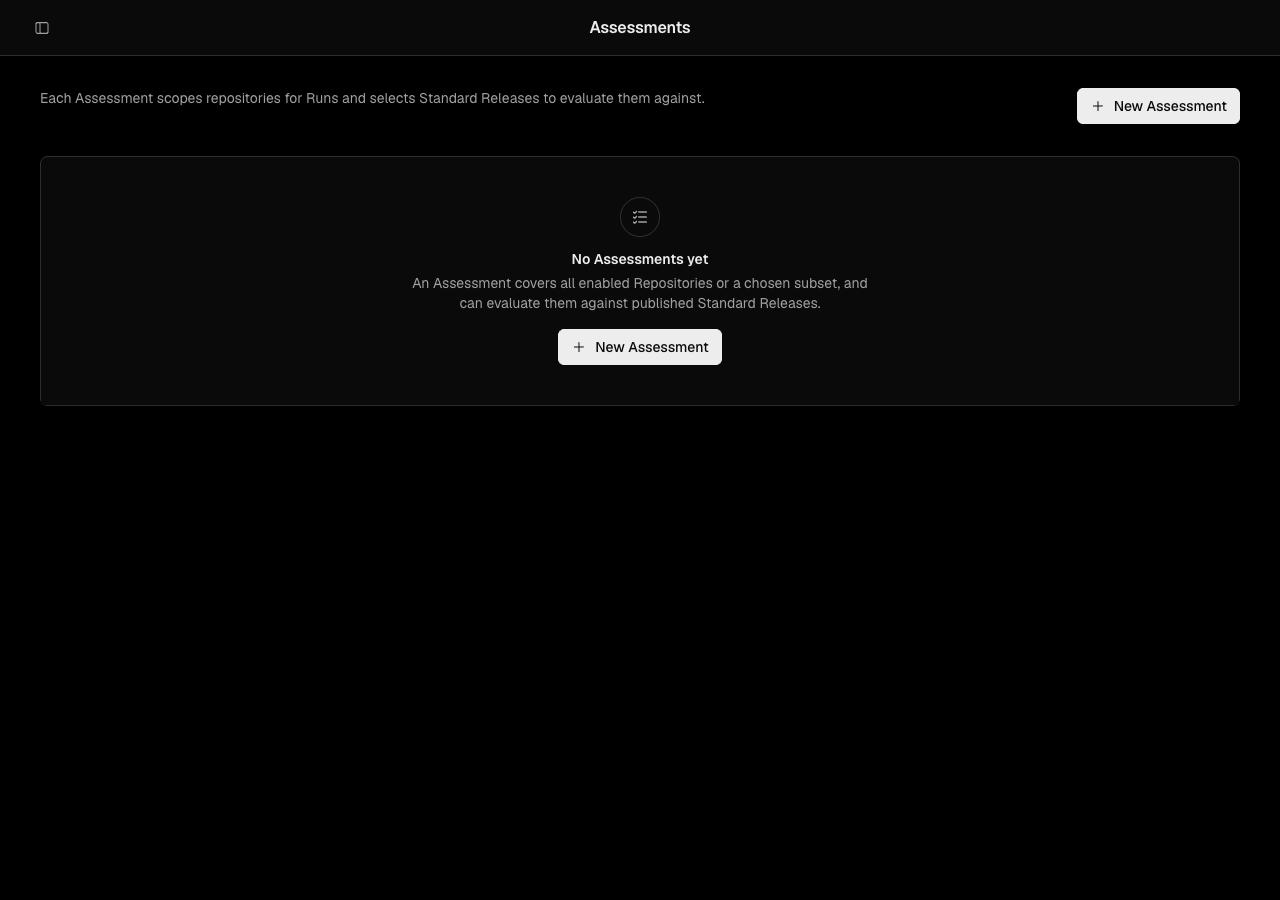 Assessments
Each Assessment scopes repositories for Runs and selects Standard Releases to evaluate them against.
New Assessment
No Assessments yet
An Assessment covers all enabled Repositories or a chosen subset, and
can evaluate them against published Standard Releases.
New Assessment